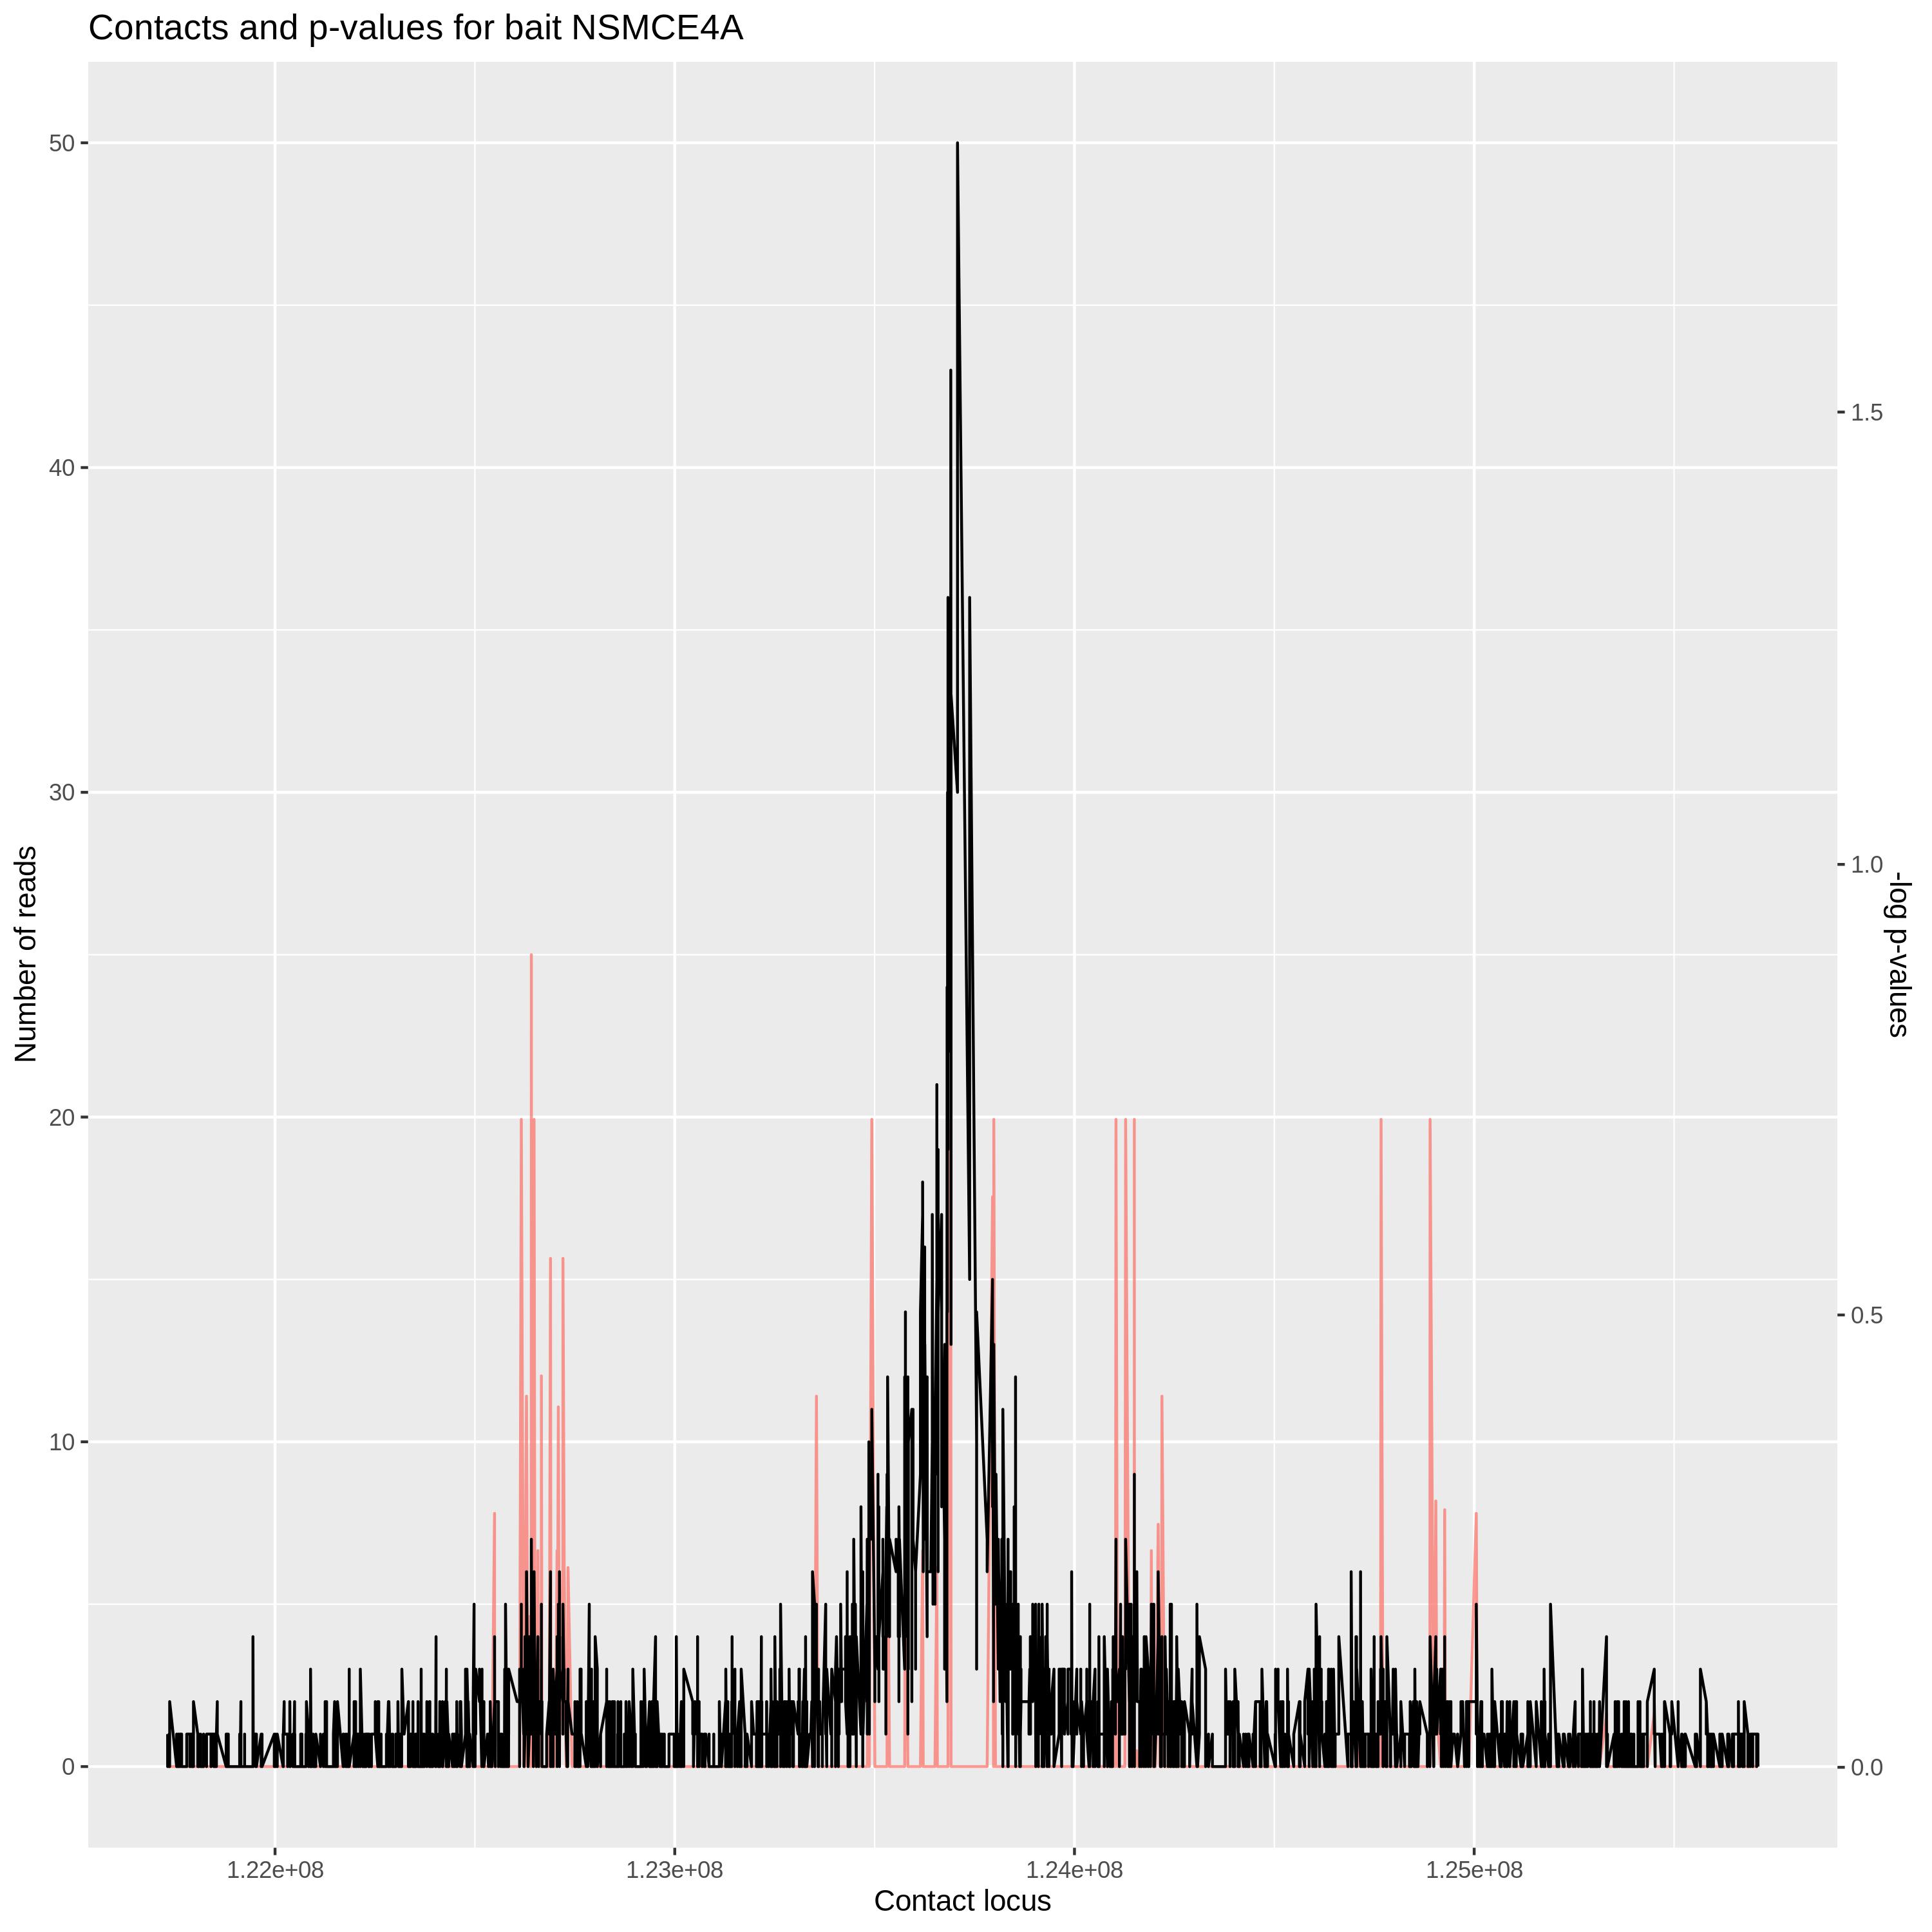 Contacts and p-values for bait NSMCE4A
50
40
30
20
10
0
Number of reads
1.5
1.0
0.5
0.0
-log p-values
1.22e+08
1.23e+08
1.24e+08
1.25e+08
Contact locus